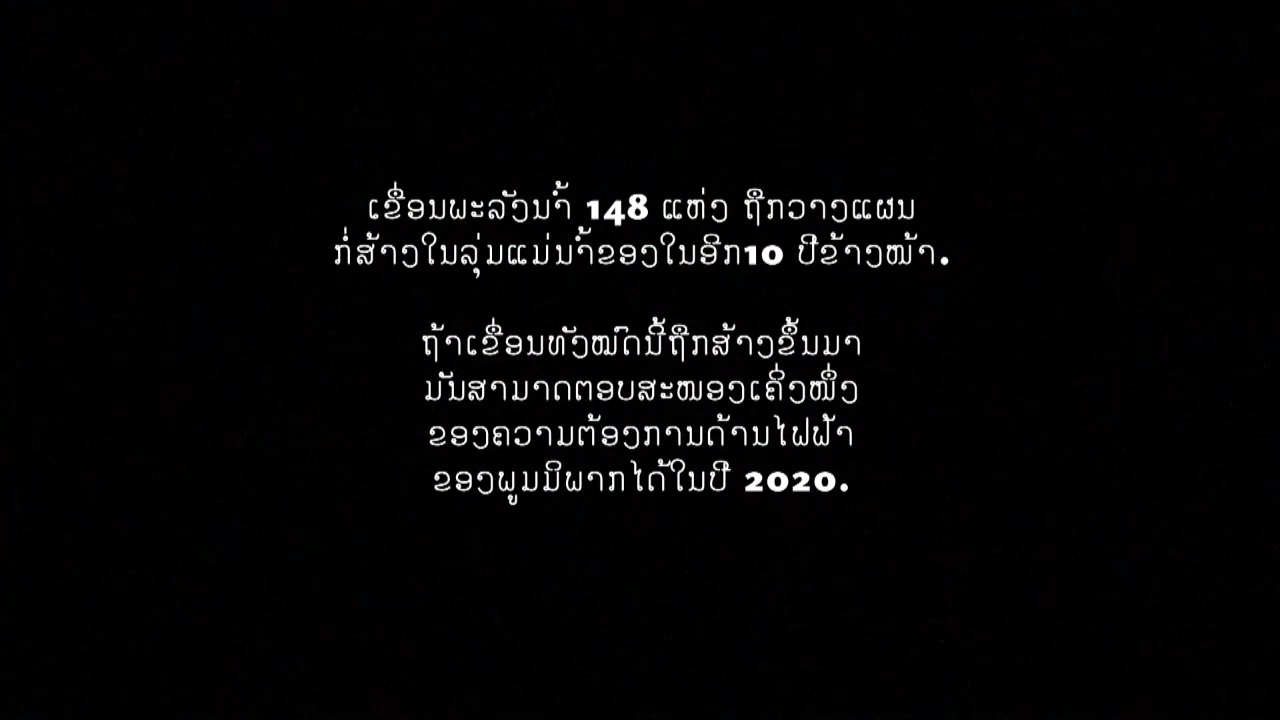 ເຂື່ອນພະລັງນ້ຳ 148 ແຫ່ງ ຖືກວາງແຜນ
ກໍ່ສ້າງໃນລຸ່ມແມ່ນ້ຳຂອງໃນອີກ10 ປີຂ້າງໜ້າ.
ຖ້າເຂື່ອນທັງໝົດນີ້ຖືກສ້າງຂຶ້ນມາ
ມັນສາມາດຕອບສະໜອງເຄິ່ງໜຶ່ງ
ຂອງຄວາມຕ້ອງການດ້ານໄຟຟ້າ
ຂອງພູມມິພາກໄດ້ໃນປີ 2020.